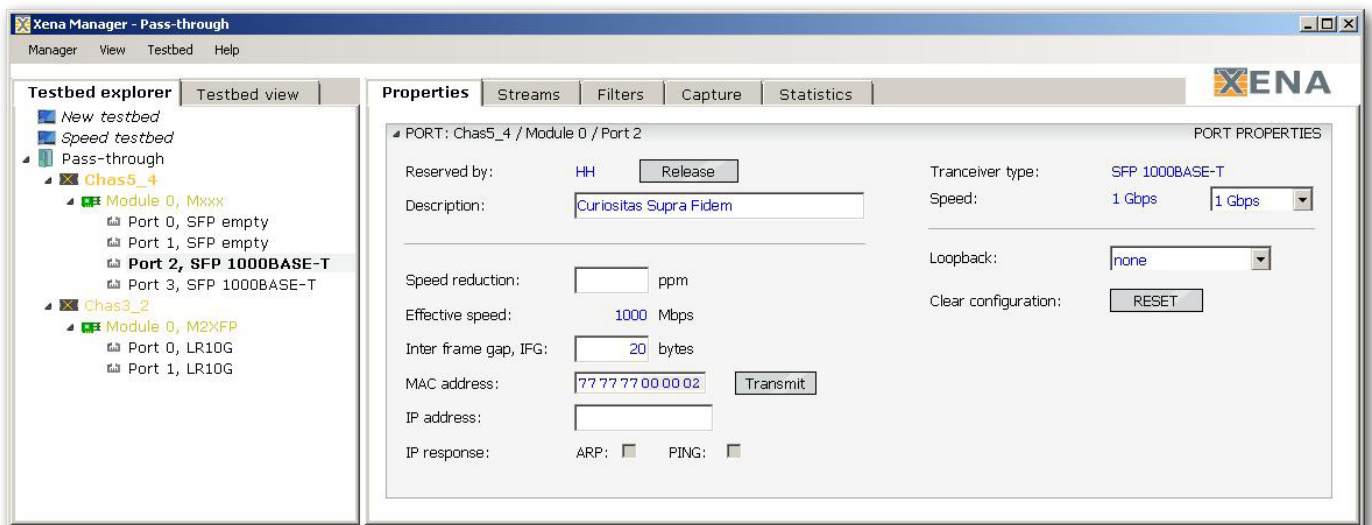 Xena Manager - Pass-through
Manager View Testbed Help
XENA
Testbed explorer Testbed view
New testbed
Speed testbed
Pass-through
Chas5_4
Module 0, Mxxx
Port 0, SFP empty
Port 1, SFP empty
Port 2, SFP 1000BASE-T
Port 3, SFP 1000BASE-T
Chas3_2
Module 0, M2XFP
Port 0, LR10G
Port 1, LR10G
Properties Streams Filters Capture Statistics
PORT: Chas5_4 / Module 0 / Port 2 PORT PROPERTIES
Reserved by: HH Release Tranceiver type: SFP 1000BASE-T
Description: Curiositas Supra Fidem Speed: 1 Gbps 1 Gbps
Loopback: none
Speed reduction: ppm
Clear configuration: RESET
Effective speed: 1000 Mbps
Inter frame gap, IFG: 20 bytes
MAC address: 77 77 77 00 00 02 Transmit
IP address:
IP response: ARP: PING: